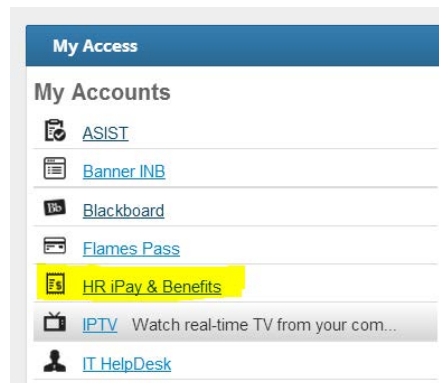 My Access
My Accounts
ASIST
Banner INB
Bb Blackboard
Flames Pass
$ HR iPay & Benefits
IPTV Watch real-time TV from your com...
IT HelpDesk